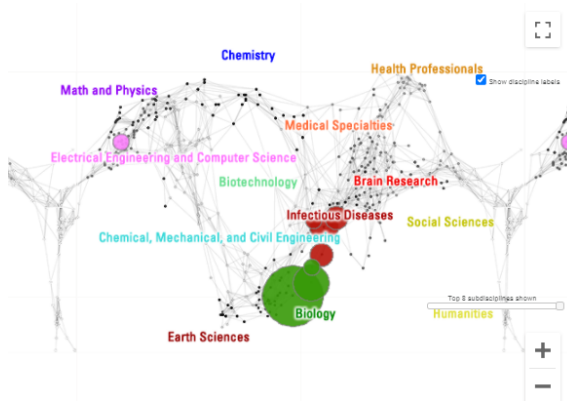 Chemistry
Health Professionals
Show discipline labels
Math and Physics
Medical Specialties
Electrical Engineering and Computer Science
Biotechnology
Brain Research
Infectious Diseases
Social Sciences
Chemical, Mechanical, and Civil Engineering
Top 8 subdisciplines shown
Biology
Humanities
Earth Sciences